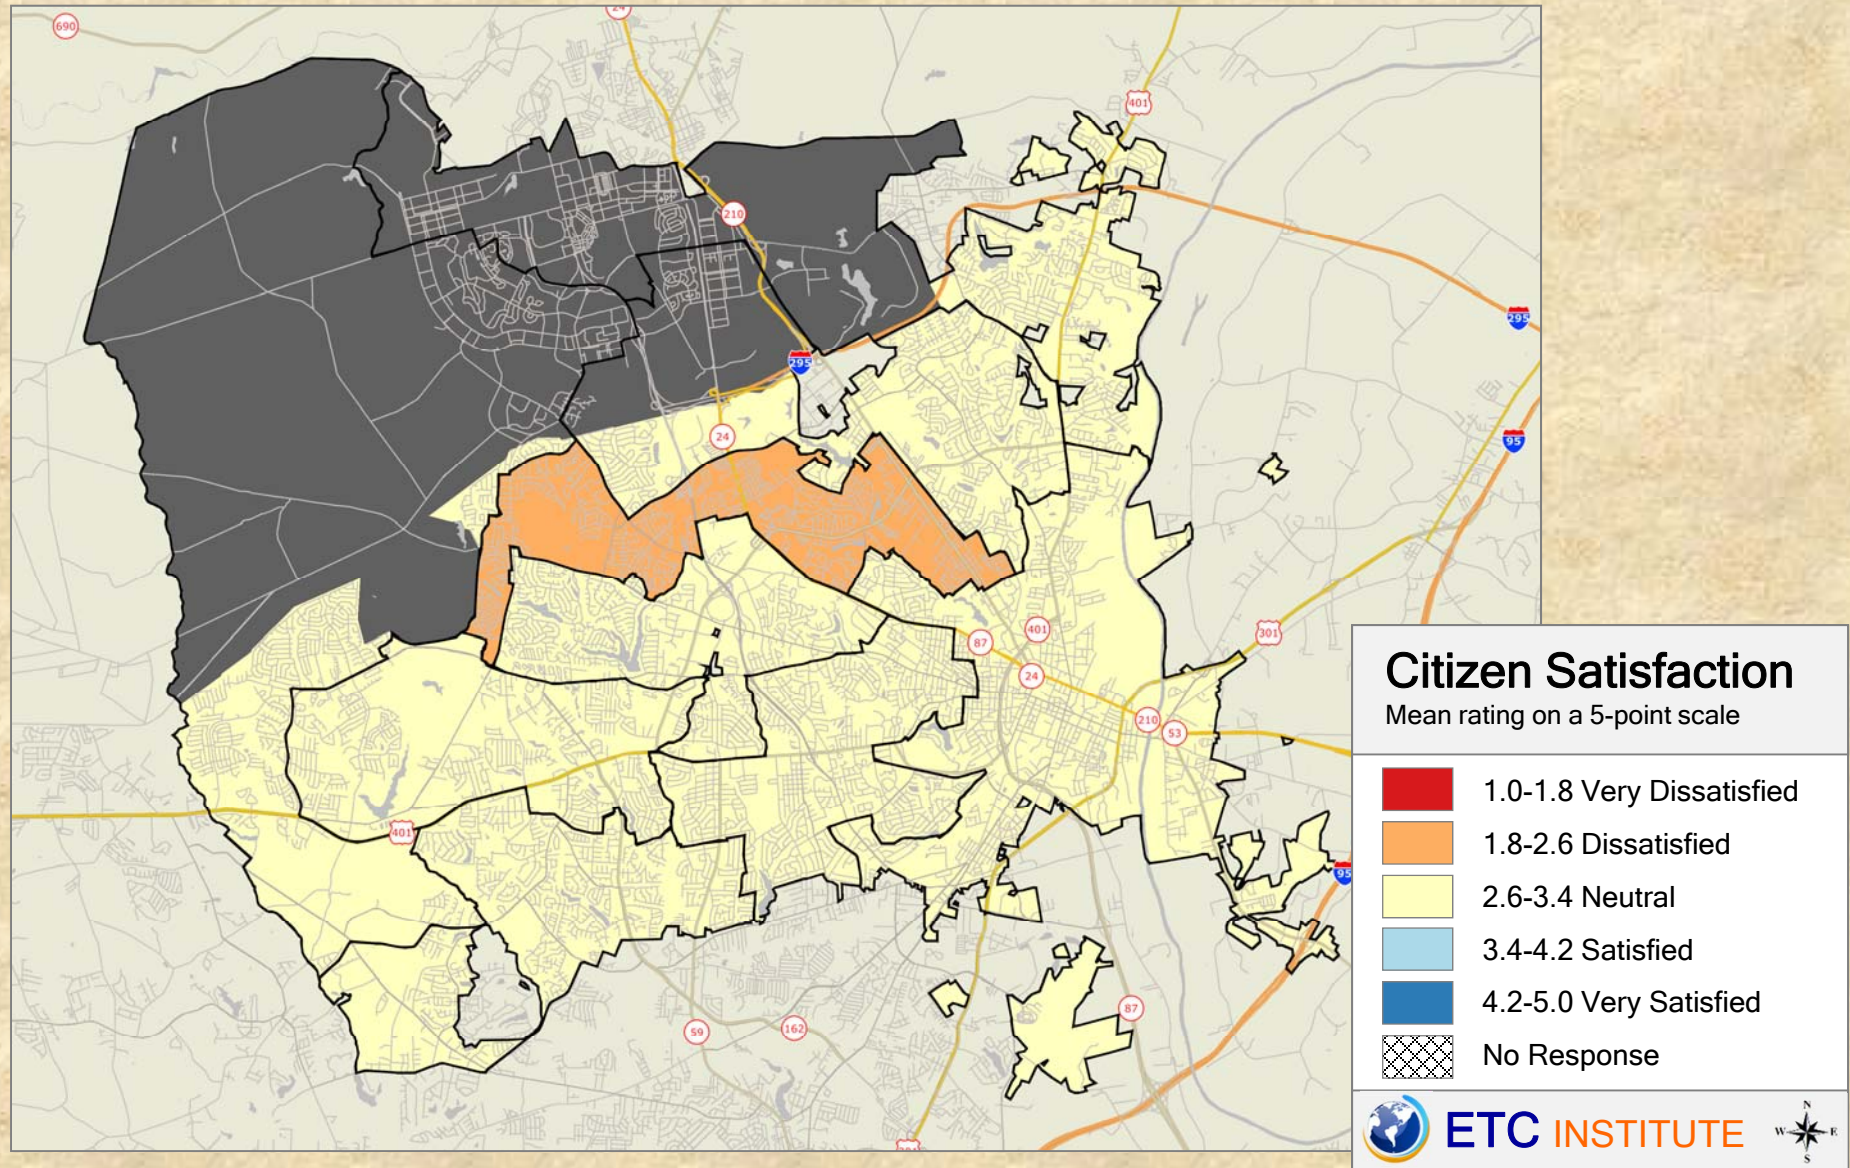 690
24
401
210
295
295
24
95
87
401
301
24
210
53
401
95
87
59
162
Citizen Satisfaction
Mean rating on a 5-point scale
1.0-1.8 Very Dissatisfied
1.8-2.6 Dissatisfied
2.6-3.4 Neutral
3.4-4.2 Satisfied
4.2-5.0 Very Satisfied
No Response
ETC INSTITUTE
N
W E
S